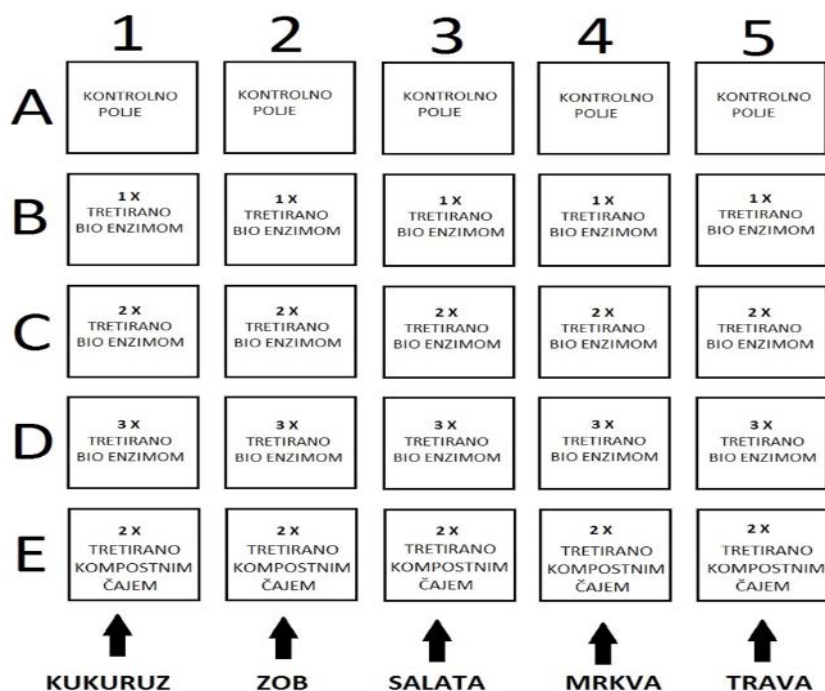 1 2 3 4 5
A
KONTROLNO KONTROLNO KONTROLNO KONTROLNO KONTROLNO
POLJE POLJE POLJE POLJE POLJE
B
1 X 1 X 1 X 1 X 1 X
TRETIRANO TRETIRANO TRETIRANO TRETIRANO TRETIRANO
BIO ENZIMOM BIO ENZIMOM BIO ENZIMOM BIO ENZIMOM BIO ENZIMOM
C
2 X 2 X 2 X 2 X 2 X
TRETIRANO TRETIRANO TRETIRANO TRETIRANO TRETIRANO
BIO ENZIMOM BIO ENZIMOM BIO ENZIMOM BIO ENZIMOM BIO ENZIMOM
D
3 X 3 X 3 X 3 X 3 X
TRETIRANO TRETIRANO TRETIRANO TRETIRANO TRETIRANO
BIO ENZIMOM BIO ENZIMOM BIO ENZIMOM BIO ENZIMOM BIO ENZIMOM
E
2 X 2 X 2 X 2 X 2 X
TRETIRANO TRETIRANO TRETIRANO TRETIRANO TRETIRANO
KOMPOSTNIM KOMPOSTNIM KOMPOSTNIM KOMPOSTNIM KOMPOSTNIM
ČAJEM ČAJEM ČAJEM ČAJEM ČAJEM
KUKURUZ ZOB SALATA MRKVA TRAVA